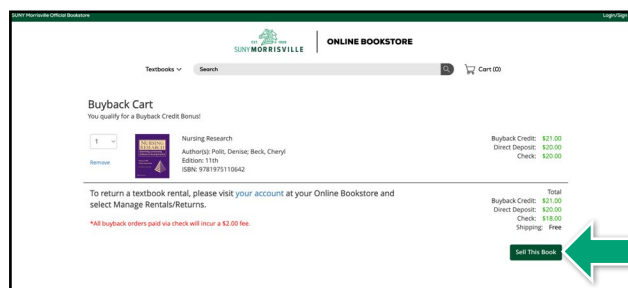 SUNY Morrisville Official Bookstore
Login/Sign
EST. 1908
SUNY MORRISVILLE
ONLINE BOOKSTORE
Textbooks
Search
Cart (0)
Buyback Cart
You qualify for a Buyback Credit Bonus!
1
NURSING RESEARCH
Remove
Nursing Research
Author(s): Polit, Denise; Beck, Cheryl
Edition: 11th
ISBN: 9781975110642
Buyback Credit: $21.00
Direct Deposit: $20.00
Check: $20.00
To return a textbook rental, please visit your account at your Online Bookstore and
select Manage Rentals/Returns.
*All buyback orders paid via check will incur a $2.00 fee.
Total
Buyback Credit: $21.00
Direct Deposit: $20.00
Check: $18.00
Shipping: Free
Sell This Book